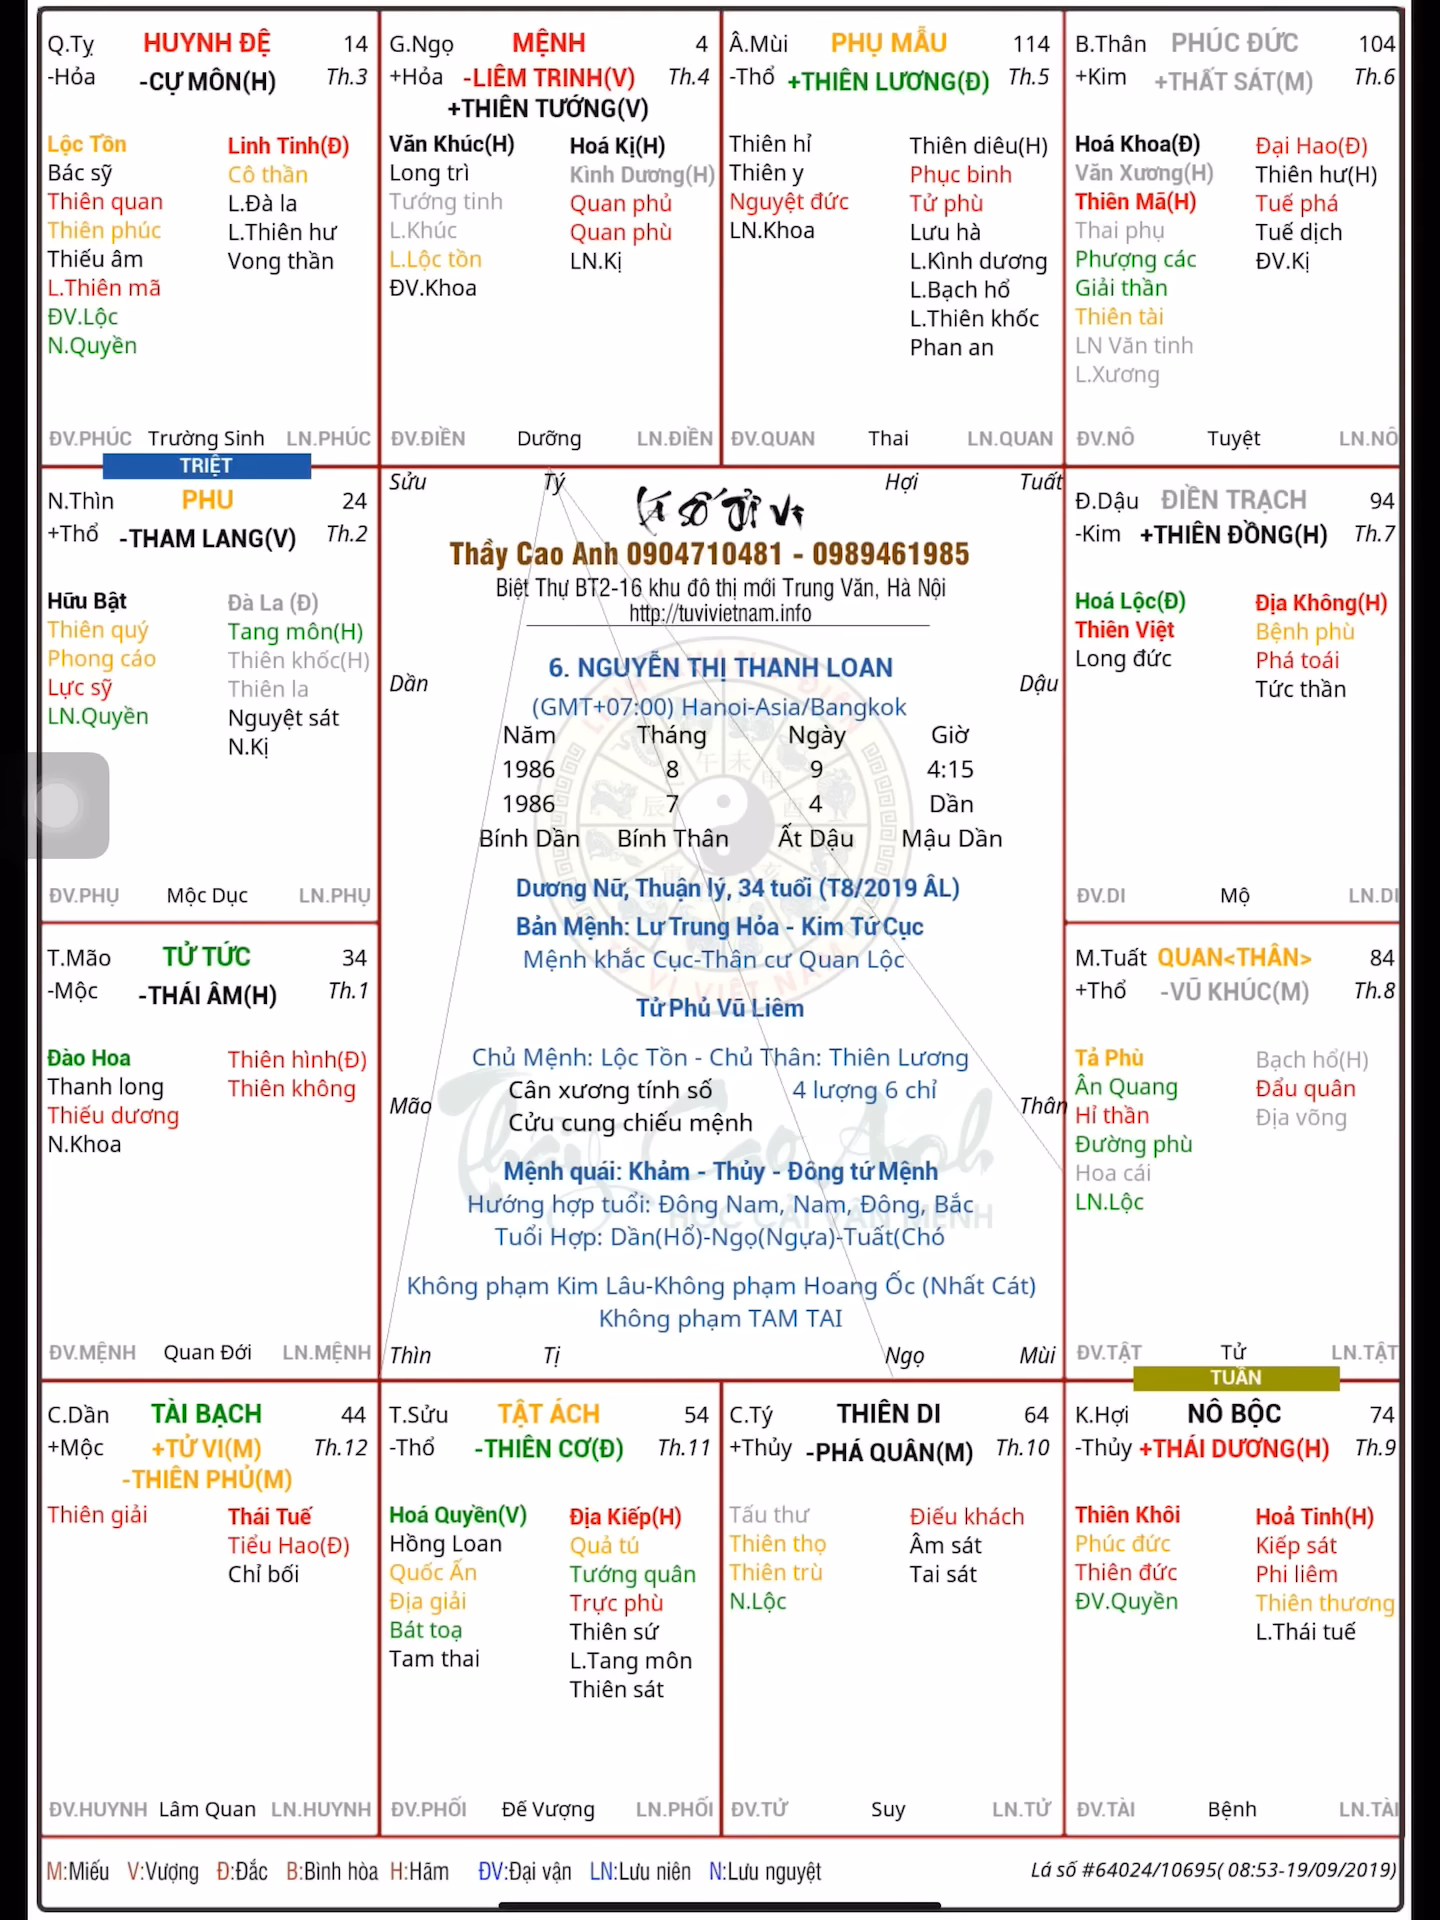 Q.Tỵ HUYNH ĐỆ 14
-Hỏa -CỰ MÔN(H) Th.3
Lộc Tồn Linh Tinh(Đ)
Bác sỹ Cô thần
Thiên quan L.Đà la
Thiên phúc L.Thiên hư
Thiếu âm Vong thần
L.Thiên mã
ĐV.Lộc
N.Quyền
ĐV.PHÚC Trường Sinh LN.PHÚC
G.Ngọ MỆNH 4
+Hỏa -LIÊM TRINH(V) Th.4
+THIÊN TƯỚNG(V)
Văn Khúc(H) Hoá Kị(H)
Long trì Kình Dương(H)
Tướng tinh Quan phủ
L.Khúc Quan phù
L.Lộc tồn LN.Kị
ĐV.Khoa
ĐV.ĐIỀN Dưỡng LN.ĐIỀN
Â.Mùi PHỤ MẪU 114
-Thổ +THIÊN LƯƠNG(Đ) Th.5
Thiên hỉ Thiên diêu(H)
Thiên y Phục binh
Nguyệt đức Tử phù
LN.Khoa Lưu hà
L.Kình dương
L.Bạch hổ
L.Thiên khốc
Phan an
ĐV.QUAN Thai LN.QUAN
B.Thân PHÚC ĐỨC 104
+Kim +THẤT SÁT(M) Th.6
Hoá Khoa(Đ) Đại Hao(Đ)
Văn Xương(H) Thiên hư(H)
Thiên Mã(H) Tuế phá
Thai phụ Tuế dịch
Phượng các ĐV.Kị
Giải thần
Thiên tài
LN Văn tinh
L.Xương
ĐV.NÔ Tuyệt LN.NÔ
TRIỆT
N.Thìn PHU 24
+Thổ -THAM LANG(V) Th.2
Hữu Bật Đà La (Đ)
Thiên quý Tang môn(H)
Phong cáo Thiên khốc(H)
Lực sỹ Thiên la
LN.Quyền Nguyệt sát
N.Kị
ĐV.PHỤ Mộc Dục LN.PHỤ
Sửu Tý Hợi Tuất
Lá Số Tử Vi
Thầy Cao Anh 0904710481 - 0989461985
Biệt Thự BT2-16 khu đô thị mới Trung Văn, Hà Nội
http://tuvivietnam.info
6. NGUYỄN THỊ THANH LOAN
Dần Dậu
(GMT+07:00) Hanoi-Asia/Bangkok
Năm Tháng Ngày Giờ
1986 8 9 4:15
1986 7 4 Dần
Bính Dần Bính Thân Ất Dậu Mậu Dần
Dương Nữ, Thuận lý, 34 tuổi (T8/2019 ÂL)
Bản Mệnh: Lư Trung Hỏa - Kim Tứ Cục
Mệnh khắc Cục-Thân cư Quan Lộc
Tử Phủ Vũ Liêm
Chủ Mệnh: Lộc Tồn - Chủ Thân: Thiên Lương
Cân xương tính số 4 lượng 6 chỉ
Mão Thân
Cửu cung chiếu mệnh
Mệnh quái: Khảm - Thủy - Đông tứ Mệnh
Hướng hợp tuổi: Đông Nam, Nam, Đông, Bắc
Tuổi Hợp: Dần(Hổ)-Ngọ(Ngựa)-Tuất(Chó
Không phạm Kim Lâu-Không phạm Hoang Ốc (Nhất Cát)
Không phạm TAM TAI
Thìn Tị Ngọ Mùi
Thầy Cao Anh
Đ.Dậu ĐIỀN TRẠCH 94
-Kim +THIÊN ĐỒNG(H) Th.7
Hoá Lộc(Đ) Địa Không(H)
Thiên Việt Bệnh phù
Long đức Phá toái
Tức thần
ĐV.DI Mộ LN.DI
T.Mão TỬ TỨC 34
-Mộc -THÁI ÂM(H) Th.1
Đào Hoa Thiên hình(Đ)
Thanh long Thiên không
Thiếu dương
N.Khoa
ĐV.MỆNH Quan Đới LN.MỆNH
M.Tuất QUAN<THÂN> 84
+Thổ -VŨ KHÚC(M) Th.8
Tả Phù Bạch hổ(H)
Ân Quang Đẩu quân
Hỉ thần Địa võng
Đường phù
Hoa cái
LN.Lộc
ĐV.TẬT Tử LN.TẬT
TUẦN
C.Dần TÀI BẠCH 44
+Mộc +TỬ VI(M) Th.12
-THIÊN PHỦ(M)
Thiên giải Thái Tuế
Tiểu Hao(Đ)
Chỉ bối
ĐV.HUYNH Lâm Quan LN.HUYNH
T.Sửu TẬT ÁCH 54
-Thổ -THIÊN CƠ(Đ) Th.11
Hoá Quyền(V) Địa Kiếp(H)
Hồng Loan Quả tú
Quốc Ấn Tướng quân
Địa giải Trực phù
Bát toạ Thiên sứ
Tam thai L.Tang môn
Thiên sát
ĐV.PHỐI Đế Vượng LN.PHỐI
C.Tý THIÊN DI 64
+Thủy -PHÁ QUÂN(M) Th.10
Tấu thư Điếu khách
Thiên thọ Âm sát
Thiên trù Tai sát
N.Lộc
ĐV.TỬ Suy LN.TỬ
K.Hợi NÔ BỘC 74
-Thủy +THÁI DƯƠNG(H) Th.9
Thiên Khôi Hoả Tinh(H)
Phúc đức Kiếp sát
Thiên đức Phi liêm
ĐV.Quyền Thiên thương
L.Thái tuế
ĐV.TÀI Bệnh LN.TÀI
M:Miếu V:Vượng Đ:Đắc B:Bình hòa H:Hãm ĐV:Đại vận LN:Lưu niên N:Lưu nguyệt
Lá số #64024/10695( 08:53-19/09/2019)